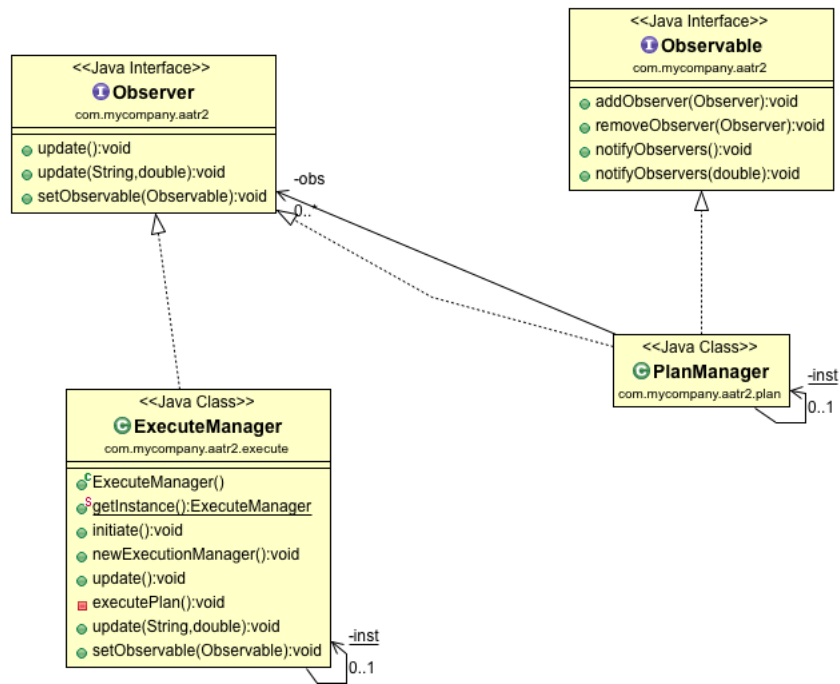 <<Java Interface>>
Observer
com.mycompany.aatr2
update():void
update(String,double):void
setObservable(Observable):void
<<Java Interface>>
Observable
com.mycompany.aatr2
addObserver(Observer):void
removeObserver(Observer):void
notifyObservers():void
notifyObservers(double):void
-obs
0..*
<<Java Class>>
PlanManager
com.mycompany.aatr2.plan
-inst
0..1
<<Java Class>>
ExecuteManager
com.mycompany.aatr2.execute
ExecuteManager()
getInstance():ExecuteManager
initiate():void
newExecutionManager():void
update():void
executePlan():void
update(String,double):void
setObservable(Observable):void
-inst
0..1